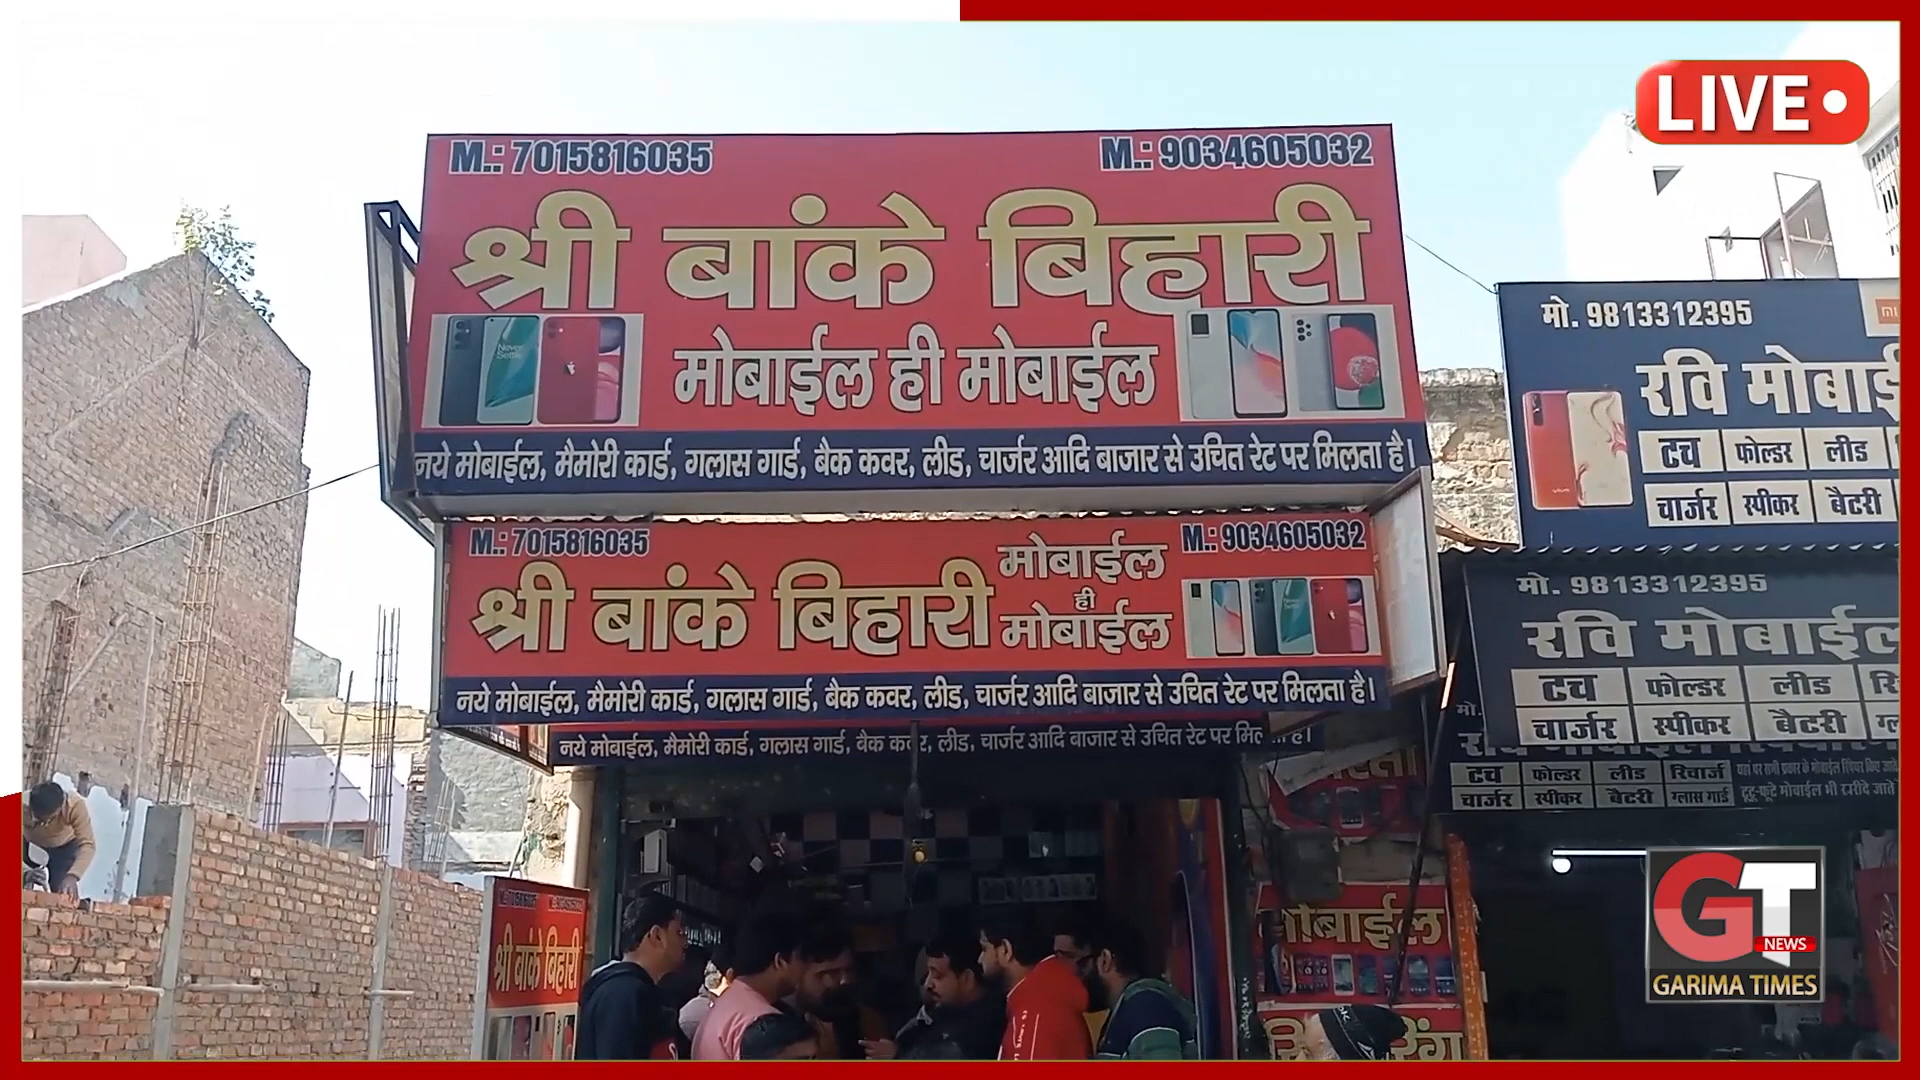 LIVE
M.: 7015816035 M.: 9034605032
श्री बांके बिहारी
मोबाईल ही मोबाईल
नये मोबाईल, मैमोरी कार्ड, गलास गार्ड, बैक कवर, लीड, चार्जर आदि बाजार से उचित रेट पर मिलता है।
M.: 7015816035 M.: 9034605032
श्री बांके बिहारी
मोबाईल
ही
मोबाईल
नये मोबाईल, मैमोरी कार्ड, गलास गार्ड, बैक कवर, लीड, चार्जर आदि बाजार से उचित रेट पर मिलता है।
नये मोबाईल, मैमोरी कार्ड, गलास गार्ड, बैक कवर, लीड, चार्जर आदि बाजार से उचित रेट पर
मो. 9813312395
रवि
टच फोल्डर लीड
चार्जर स्पीकर बैटरी
मो. 9813312395
रवि मोबाईल
टच फोल्डर लीड
चार्जर स्पीकर बैटरी
टच फोल्डर लीड रिचार्ज
चार्जर स्पीकर बैटरी ग्लास गार्ड
श्री बांके बिहारी
मोबाईल
GT
NEWS
GARIMA TIMES